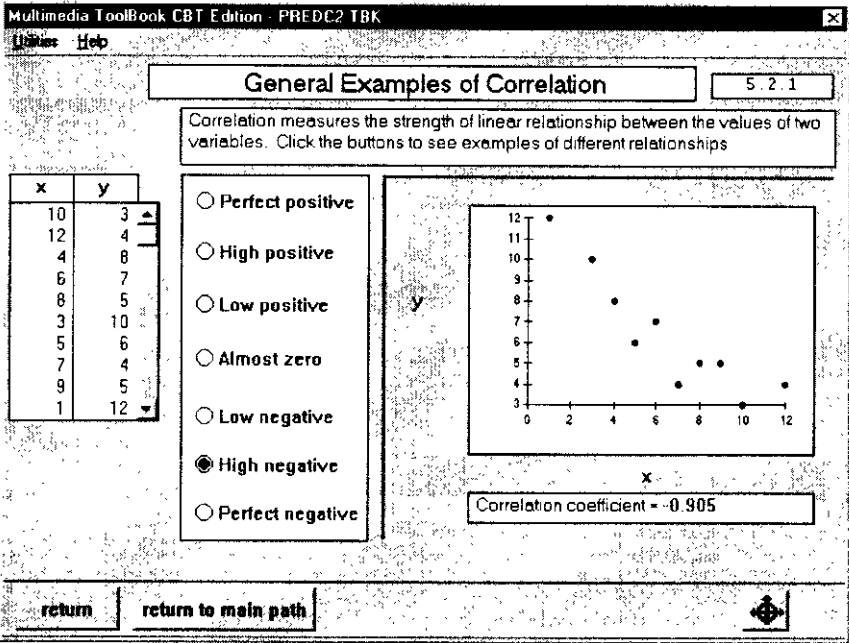 Multimedia ToolBook CBT Edition - PREDC2 TBK
Utilities Help
General Examples of Correlation
5.2.1
Correlation measures the strength of linear relationship between the values of two
variables. Click the buttons to see examples of different relationships
x y
10 3
12 4
4 8
6 7
8 5
3 10
5 6
7 4
9 5
1 12
Perfect positive
High positive
Low positive
Almost zero
Low negative
High negative
Perfect negative
y
12
11
10
9
8
7
6
5
4
3
0 2 4 6 8 10 12
x
Correlation coefficient = -0.905
return
return to main path